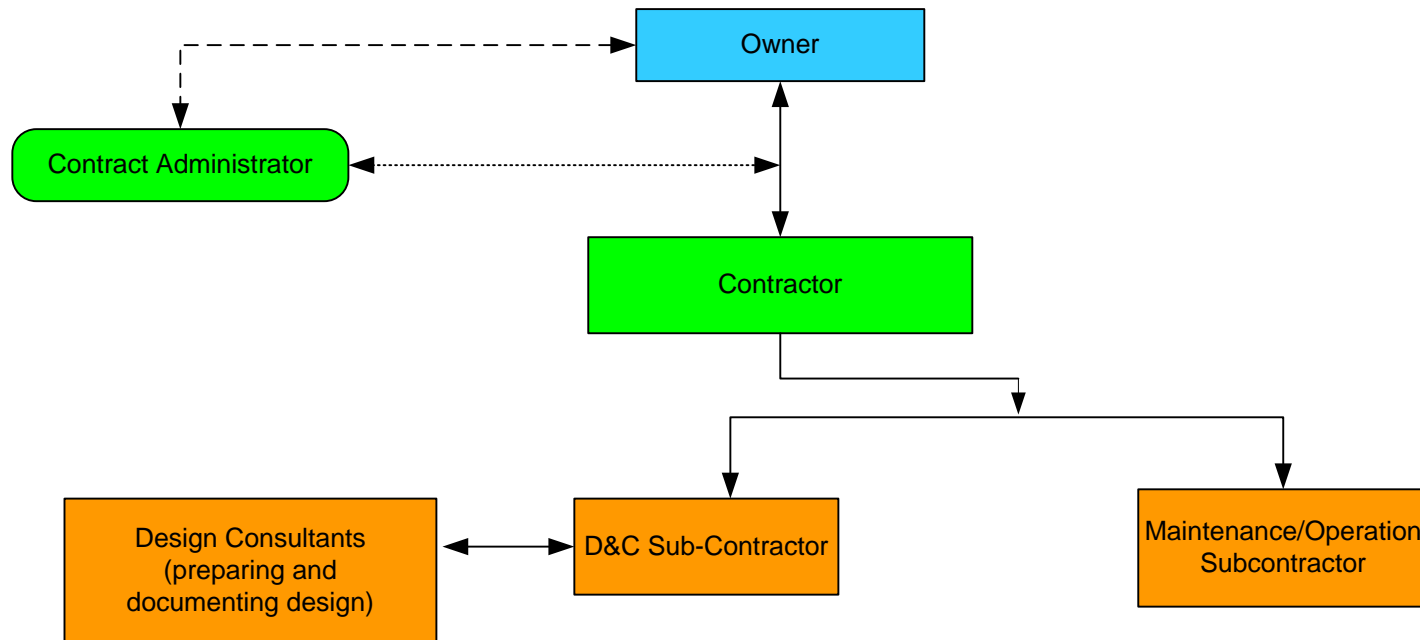 Owner
Contract Administrator
Contractor
Design Consultants
(preparing and
documenting design)
D&C Sub-Contractor
Maintenance/Operation
Subcontractor